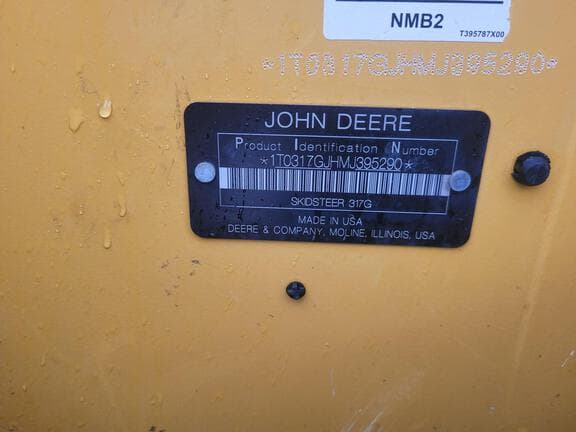 NMB2
T395787X00
*1T0317GJHMJ395290*
JOHN DEERE
Product Identification Number
*1T0317GJHMJ395290*
SKIDSTEER 317G
MADE IN USA
DEERE & COMPANY, MOLINE, ILLINOIS, USA